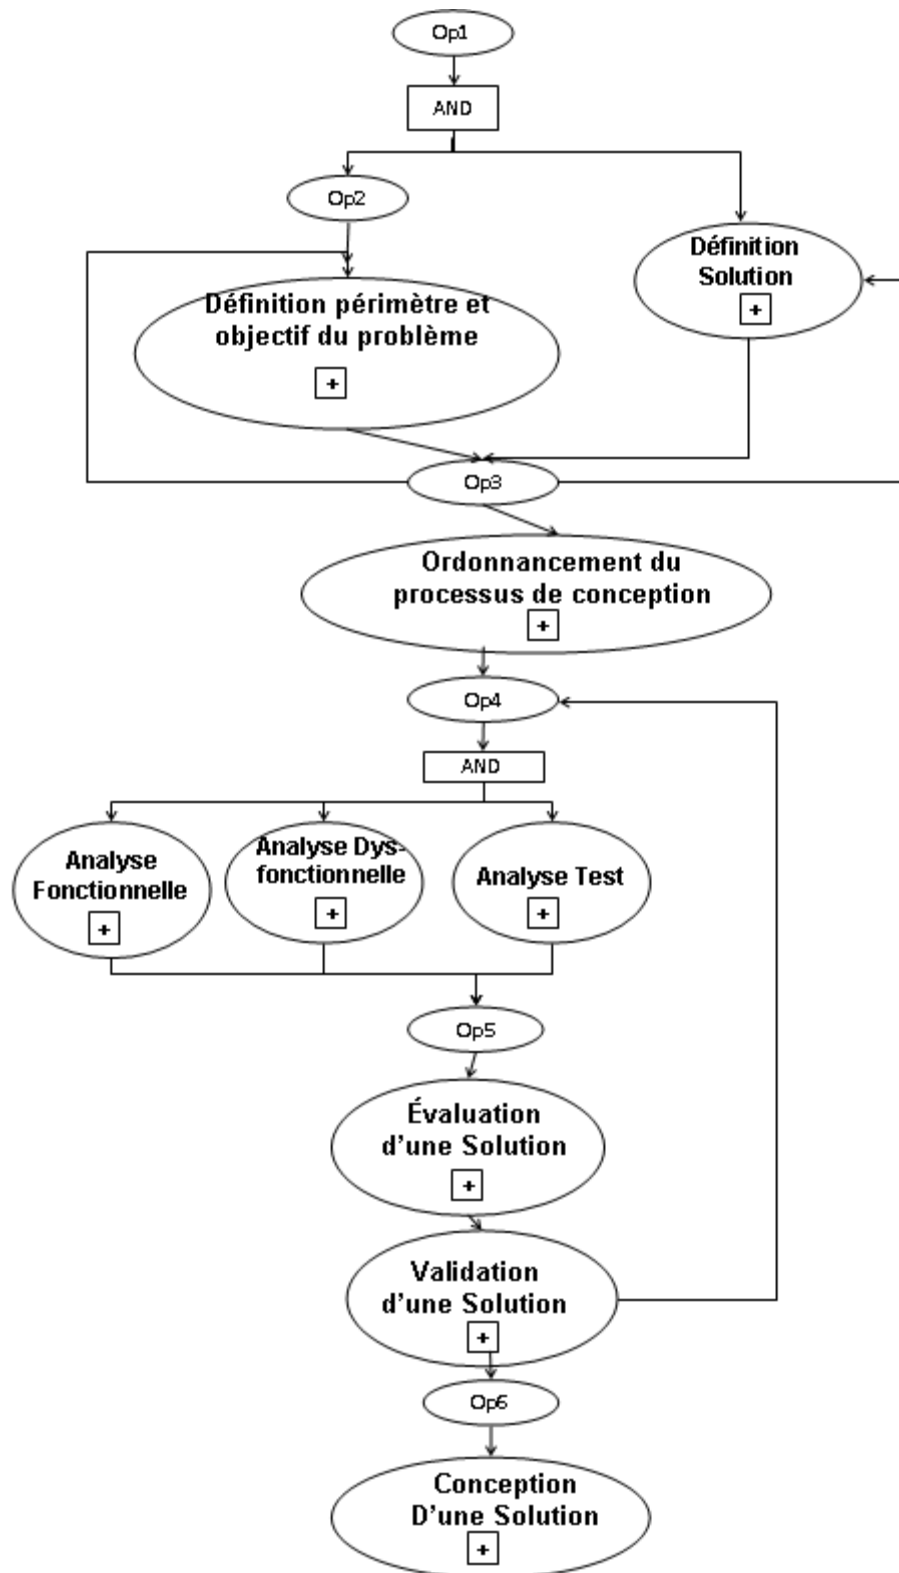 Op1
AND
Op2
Définition
Solution
+
Définition périmètre et
objectif du problème
+
Op3
Ordonnancement du
processus de conception
+
Op4
AND
Analyse
Fonctionnelle
+
Analyse Dys-
fonctionnelle
+
Analyse Test
+
Op5
Évaluation
d'une Solution
+
Validation
d'une Solution
+
Op6
Conception
D'une Solution
+